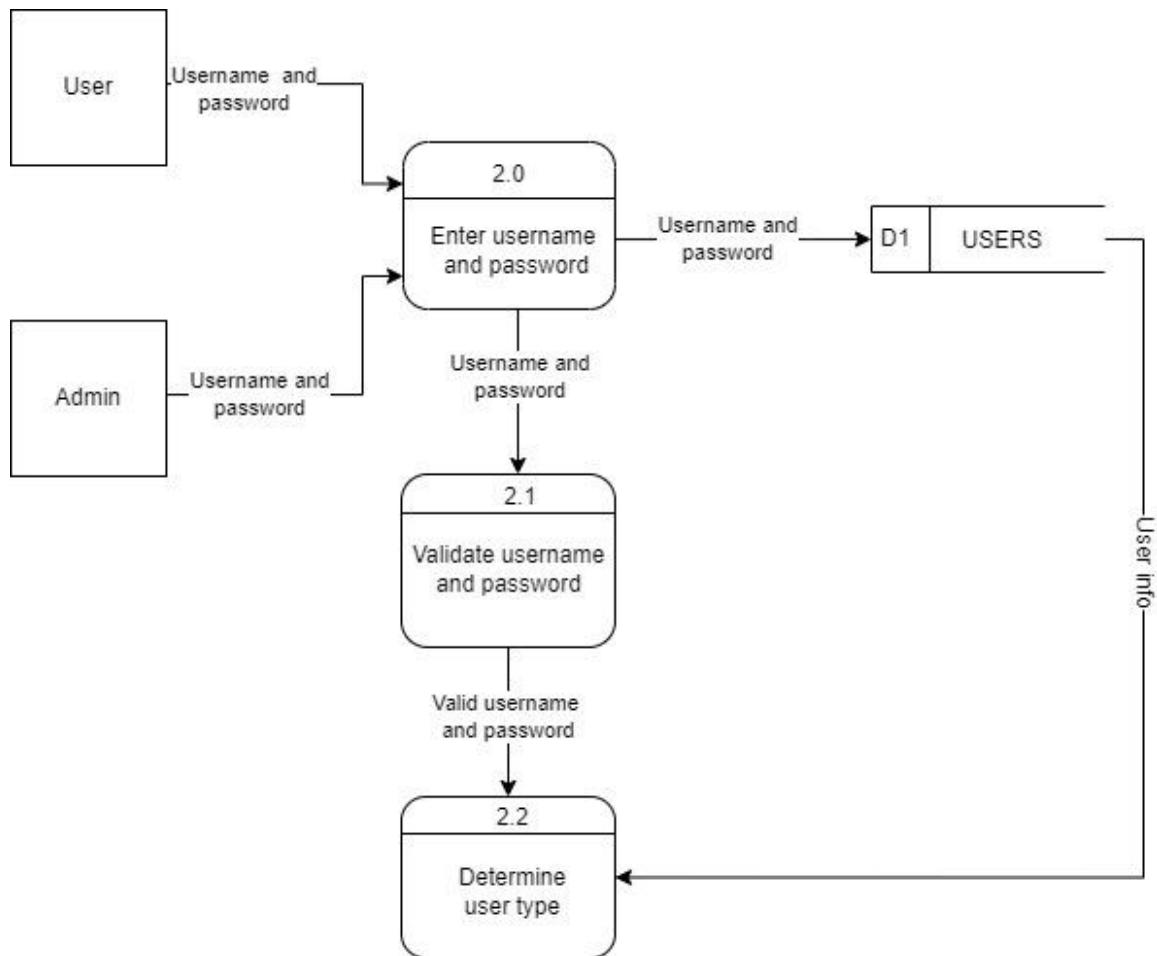 User
Username and
password
2.0
Enter username
and password
Username and
password
D1
USERS
Admin
Username and
password
Username and
password
2.1
Validate username
and password
User info
Valid username
and password
2.2
Determine
user type